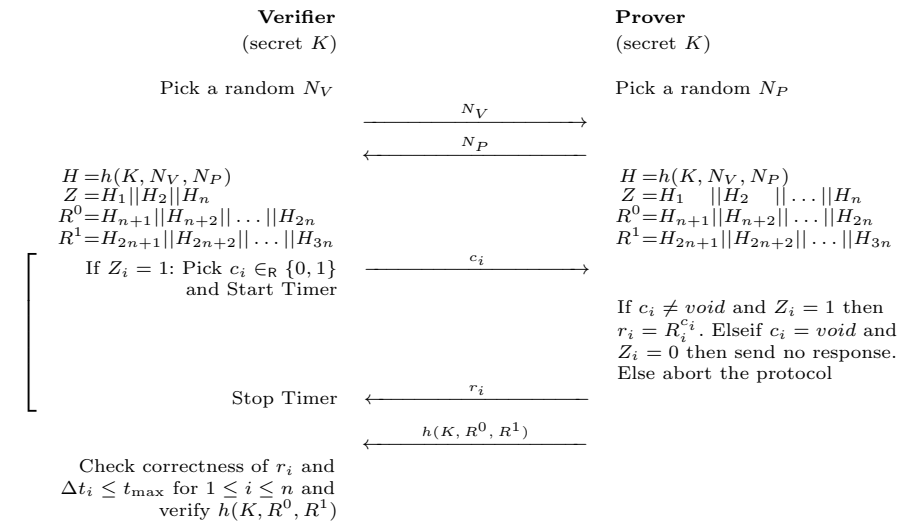 Verifier Prover
(secret K) (secret K)
Pick a random N_V Pick a random N_P
N_V
N_P
H =h(K, N_V, N_P) H =h(K, N_V, N_P)
Z =H_1||H_2||H_n Z =H_1 ||H_2 || . . . ||H_n
R^0=H_{n+1}||H_{n+2}|| . . . ||H_{2n} R^0=H_{n+1}||H_{n+2}|| . . . ||H_{2n}
R^1=H_{2n+1}||H_{2n+2}|| . . . ||H_{3n} R^1=H_{2n+1}||H_{2n+2}|| . . . ||H_{3n}
If Z_i = 1: Pick c_i ∈_R {0, 1} c_i
and Start Timer
If c_i ≠ void and Z_i = 1 then
r_i = R_i^{c_i}. Elseif c_i = void and
Z_i = 0 then send no response.
Else abort the protocol
Stop Timer r_i
h(K, R^0, R^1)
Check correctness of r_i and
Δt_i ≤ t_max for 1 ≤ i ≤ n and
verify h(K, R^0, R^1)